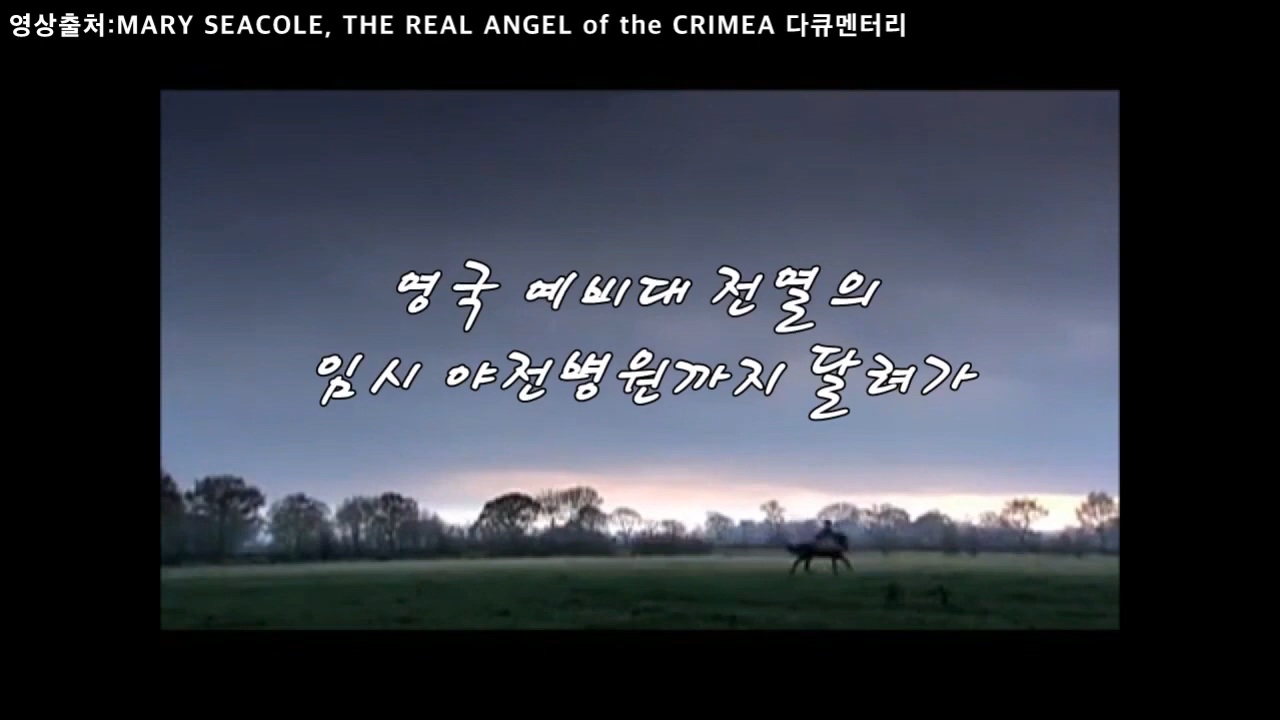 영상출처:MARY SEACOLE, THE REAL ANGEL of the CRIMEA 다큐멘터리
영국 예비대 전열의
임시 야전병원까지 달려가